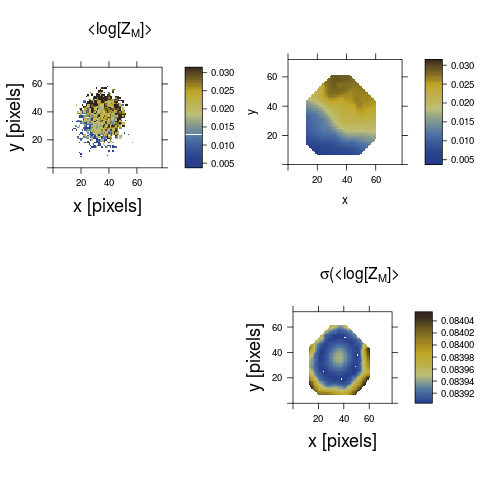 <log[Z_M]>
60
40
20
20 40 60
y [pixels]
x [pixels]
0.030
0.025
0.020
0.015
0.010
0.005
60
40
20
20 40 60
y
x
0.030
0.025
0.020
0.015
0.010
0.005
σ(<log[Z_M]>
60
40
20
20 40 60
y [pixels]
x [pixels]
0.08404
0.08402
0.08400
0.08398
0.08396
0.08394
0.08392